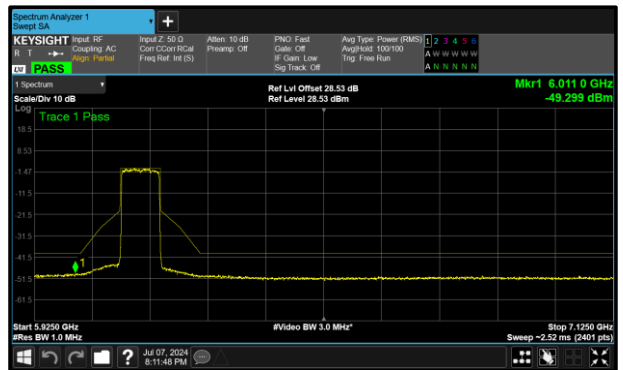 Spectrum Analyzer 1
Swept SA
KEYSIGHT
R T
LXI PASS
Input: RF
Coupling: AC
Align: Partial
Input Z: 50 Ω
Corr CCorr RCal
Freq Ref: Int (S)
Atten: 10 dB
Preamp: Off
PNO: Fast
Gate: Off
IF Gain: Low
Sig Track: Off
Avg Type: Power (RMS)
Avg|Hold: 100/100
Trig: Free Run
1 2 3 4 5 6
A W W W W W
A N N N N N
1 Spectrum
Scale/Div 10 dB
Ref Lvl Offset 28.53 dB
Ref Level 28.53 dBm
Mkr1 6.011 0 GHz
-49.299 dBm
Log
Trace 1 Pass
18.5
8.53
-1.47
-11.5
-21.5
-31.5
-41.5
-51.5
-61.5
1
Start 5.9250 GHz
#Res BW 1.0 MHz
#Video BW 3.0 MHz*
Stop 7.1250 GHz
Sweep ~2.52 ms (2401 pts)
?
Jul 07, 2024
8:11:48 PM